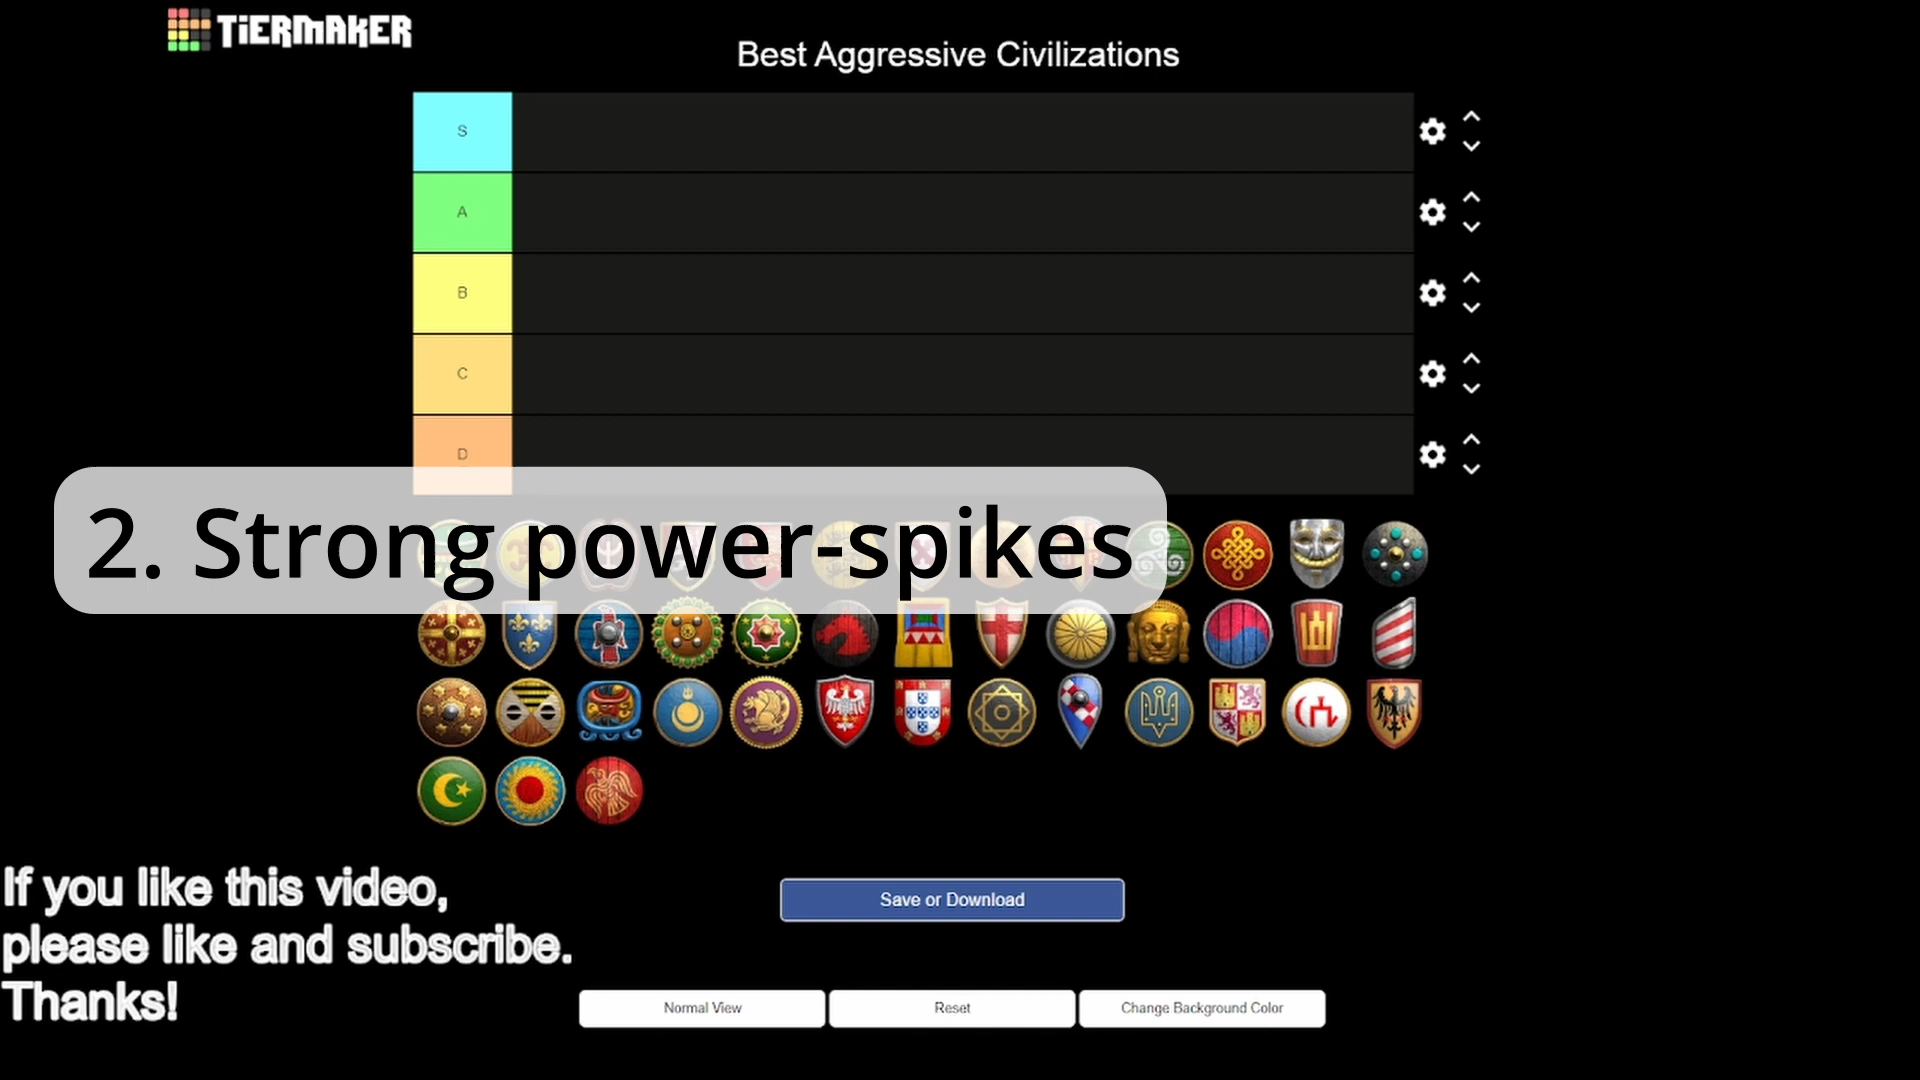 TiERMAKER
Best Aggressive Civilizations
S
A
B
C
D
2. Strong power-spikes
If you like this video,
please like and subscribe.
Thanks!
Save or Download
Normal View
Reset
Change Background Color